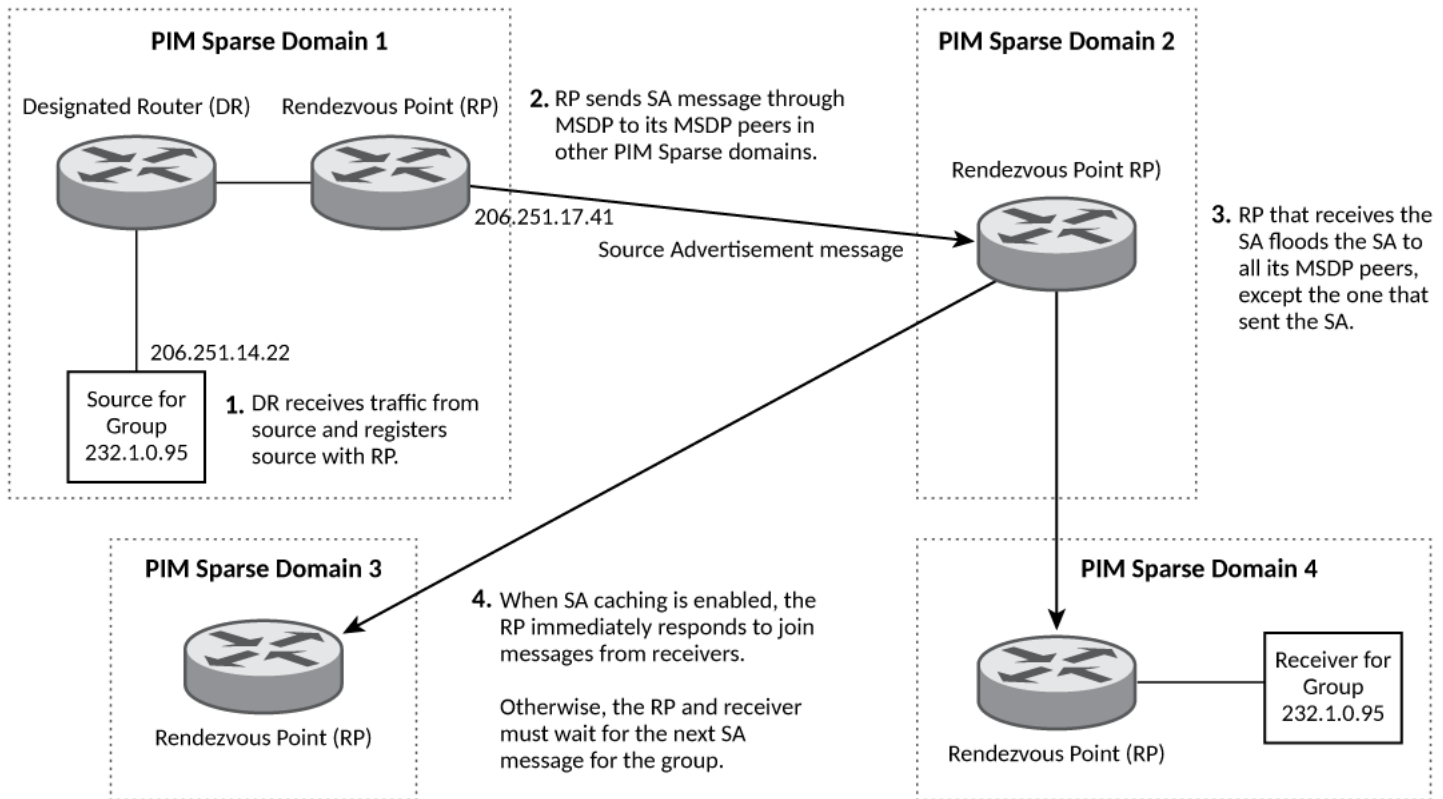 PIM Sparse Domain 1
Designated Router (DR)
Rendezvous Point (RP)
206.251.17.41
206.251.14.22
Source for
Group
232.1.0.95
1. DR receives traffic from
source and registers
source with RP.
2. RP sends SA message through
MSDP to its MSDP peers in
other PIM Sparse domains.
Source Advertisement message
PIM Sparse Domain 2
Rendezvous Point RP)
3. RP that receives the
SA floods the SA to
all its MSDP peers,
except the one that
sent the SA.
PIM Sparse Domain 3
Rendezvous Point (RP)
4. When SA caching is enabled, the
RP immediately responds to join
messages from receivers.
Otherwise, the RP and receiver
must wait for the next SA
message for the group.
PIM Sparse Domain 4
Rendezvous Point (RP)
Receiver for
Group
232.1.0.95